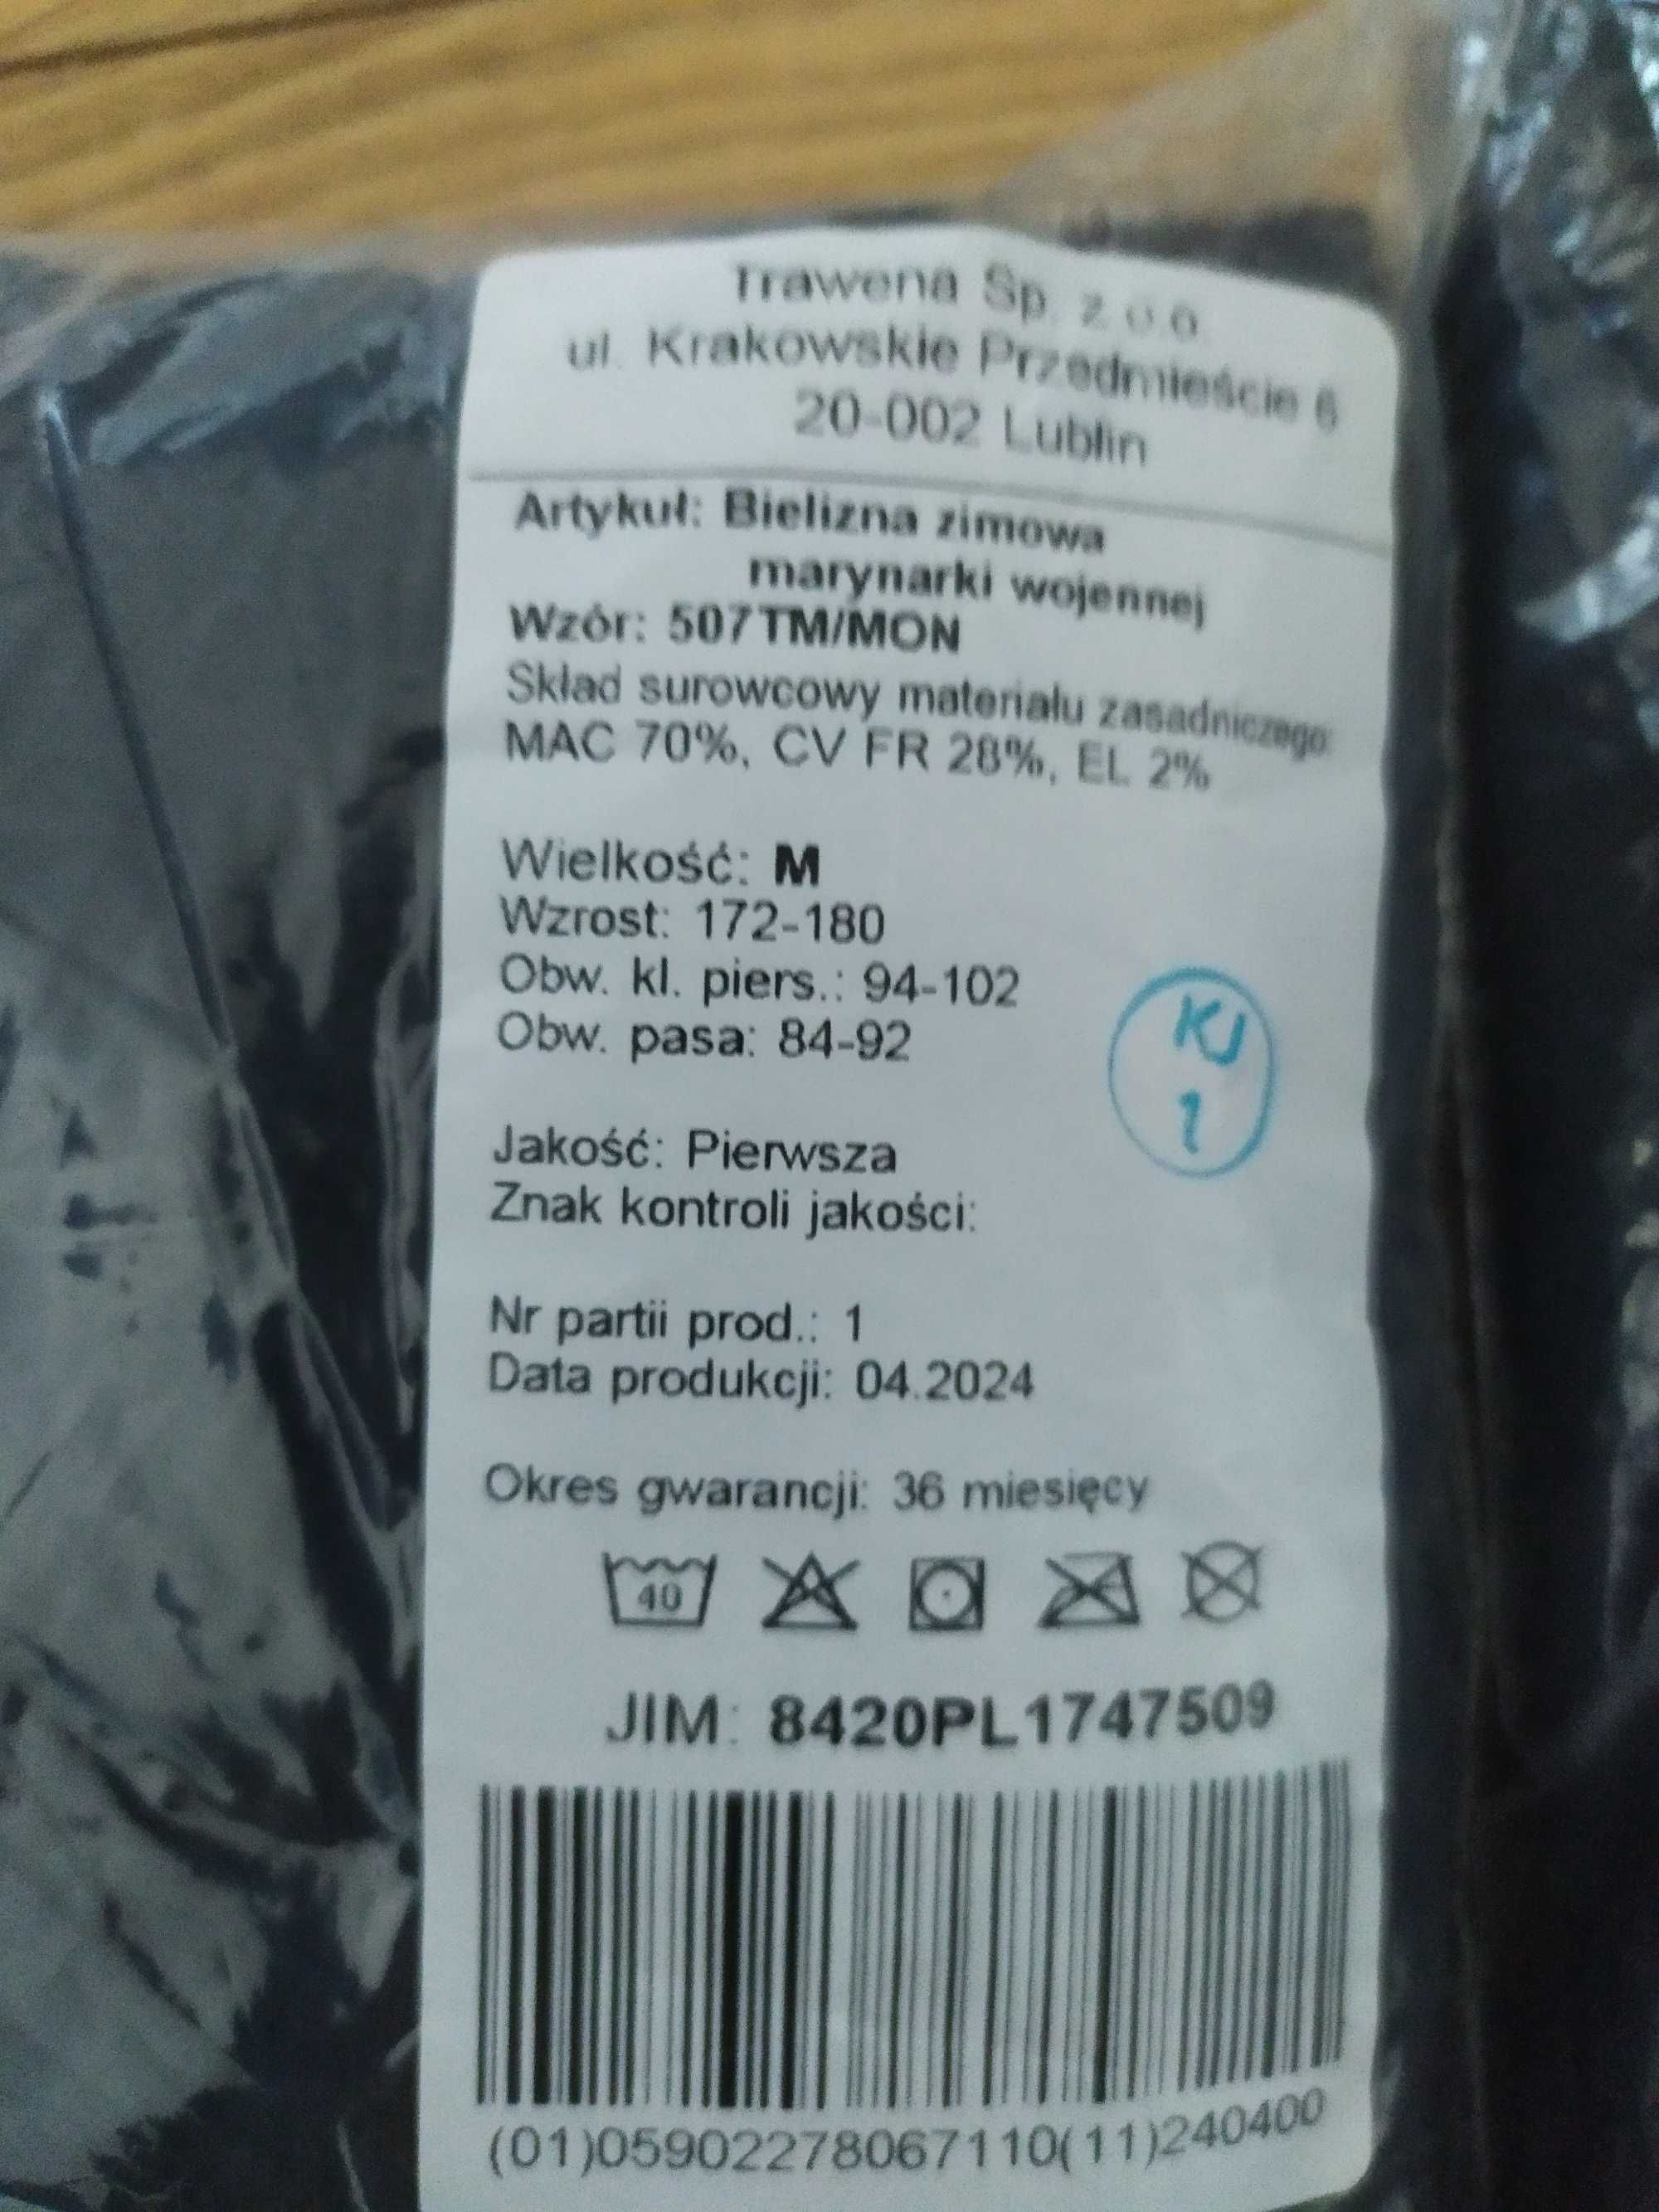 Trawena Sp. z o.o.
ul. Krakowskie Przedmieście 6
20-002 Lublin
Artykuł: Bielizna zimowa
marynarki wojennej
Wzór: 507TM/MON
Skład surowcowy materiału zasadniczego:
MAC 70%, CV FR 28%, EL 2%
Wielkość: M
Wzrost: 172-180
Obw. kl. piers.: 94-102
Obw. pasa: 84-92
KJ
1
Jakość: Pierwsza
Znak kontroli jakości:
Nr partii prod.: 1
Data produkcji: 04.2024
Okres gwarancji: 36 miesięcy
40
JIM: 8420PL1747509
(01)05902278067110(11)240400